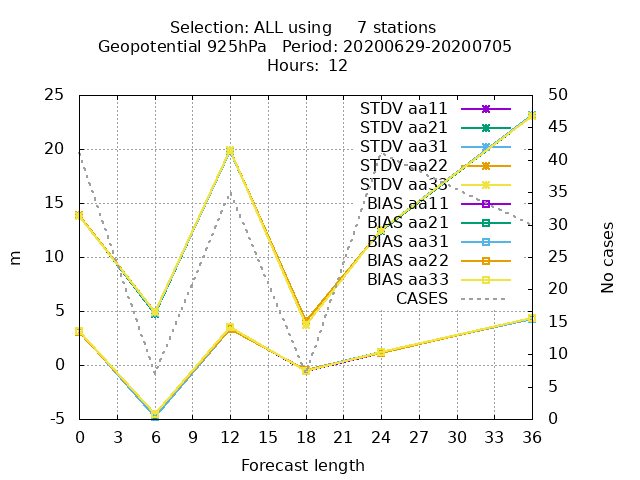 Selection: ALL using     7 stations
Geopotential 925hPa   Period: 20200629-20200705
Hours:  12
25
20
15
10
5
0
-5
m
STDV aa11
STDV aa21
STDV aa31
STDV aa22
STDV aa33
BIAS aa11
BIAS aa21
BIAS aa31
BIAS aa22
BIAS aa33
CASES
50
45
40
35
30
25
20
15
10
5
0
No cases
0 3 6 9 12 15 18 21 24 27 30 33 36
Forecast length